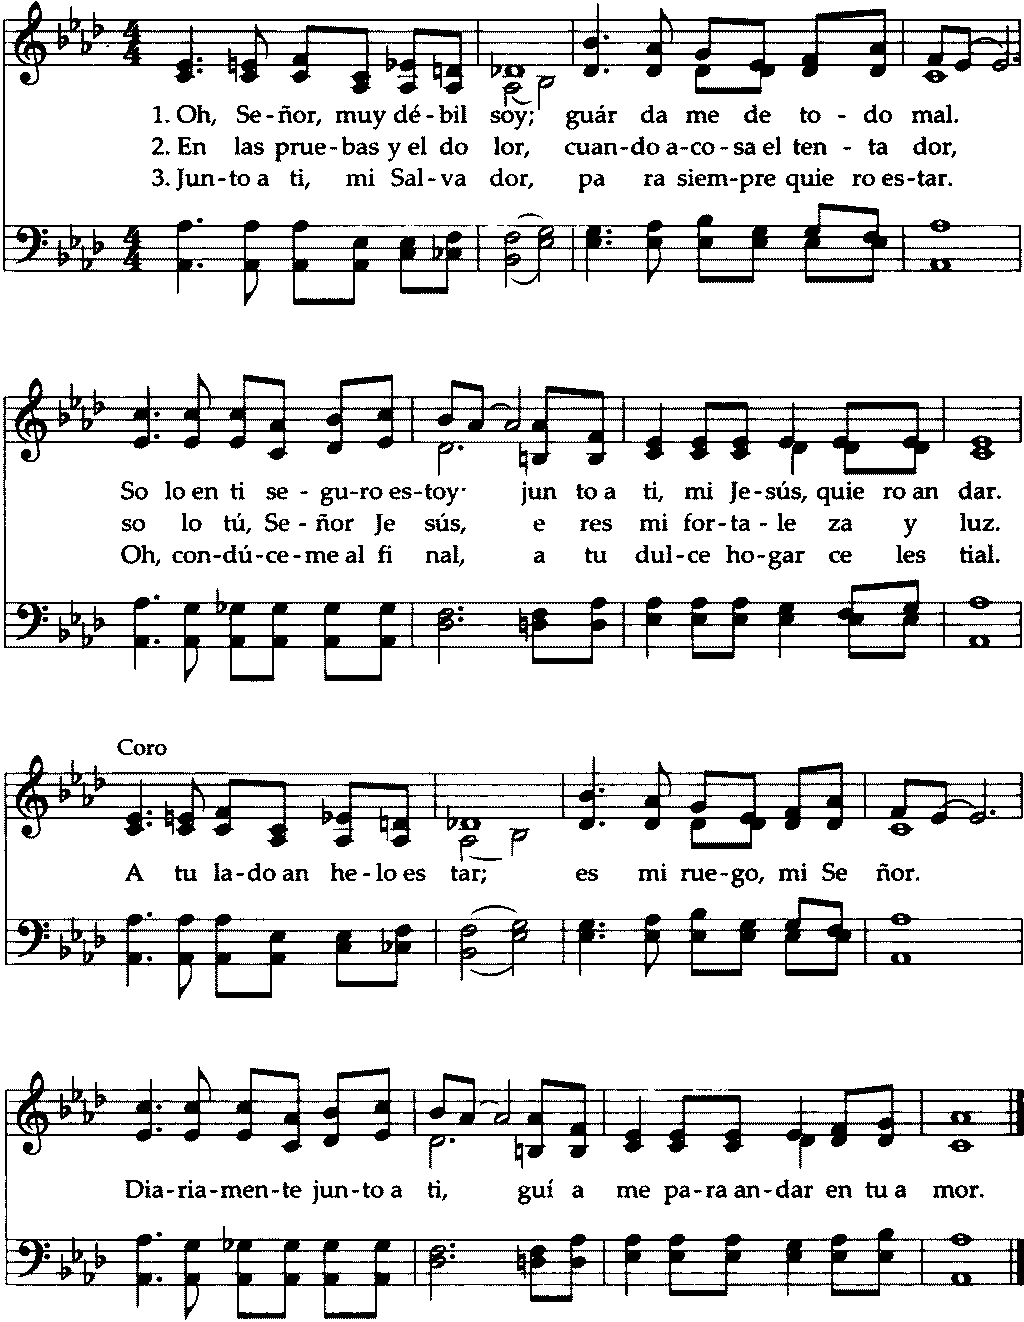 1. Oh, Se-ñor, muy dé-bil soy; guár da me de to - do mal.
2. En las prue-bas y el do lor, cuan-do a-co-sa el ten - ta dor,
3. Jun-to a ti, mi Sal-va dor, pa ra siem-pre quie ro es-tar.
So lo en ti se - gu-ro es-toy· jun to a ti, mi Je-sús, quie ro an dar.
so lo tú, Se-ñor Je sús, e res mi for-ta-le za y luz.
Oh, con-dú-ce-me al fi nal, a tu dul-ce ho-gar ce les tial.
Coro
A tu la-do an he-lo es tar; es mi rue-go, mi Se ñor.
Dia-ria-men-te jun-to a ti, guí a me pa-ra an-dar en tu a mor.